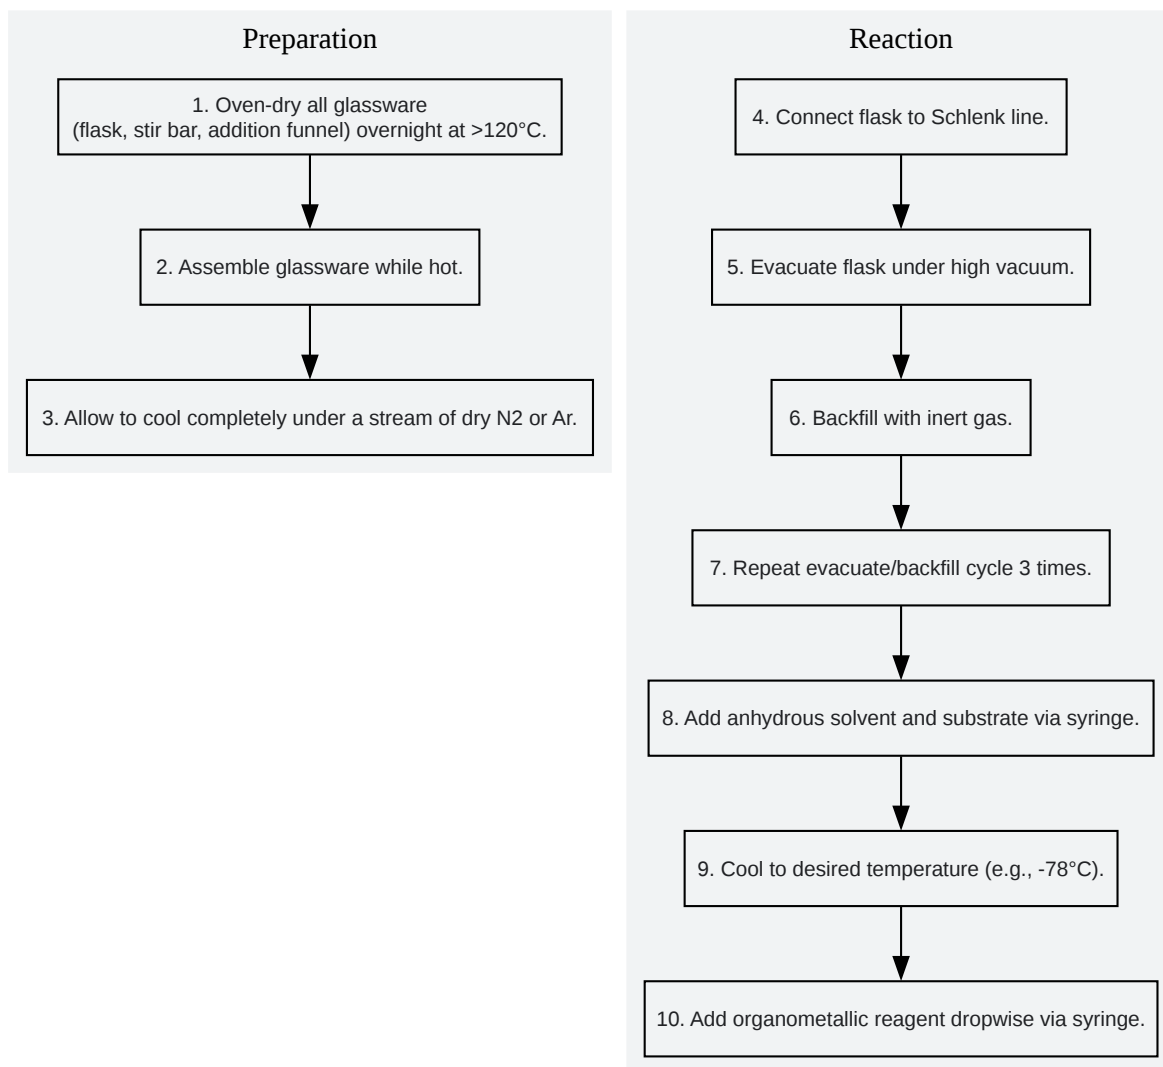 Preparation
1. Oven-dry all glassware
(flask, stir bar, addition funnel) overnight at >120°C.
2. Assemble glassware while hot.
3. Allow to cool completely under a stream of dry N2 or Ar.
Reaction
4. Connect flask to Schlenk line.
5. Evacuate flask under high vacuum.
6. Backfill with inert gas.
7. Repeat evacuate/backfill cycle 3 times.
8. Add anhydrous solvent and substrate via syringe.
9. Cool to desired temperature (e.g., -78°C).
10. Add organometallic reagent dropwise via syringe.